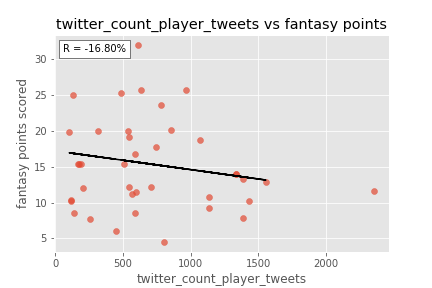 twitter_count_player_tweets vs fantasy points
R = -16.80%
fantasy points scored
30
25
20
15
10
5
0 500 1000 1500 2000
twitter_count_player_tweets